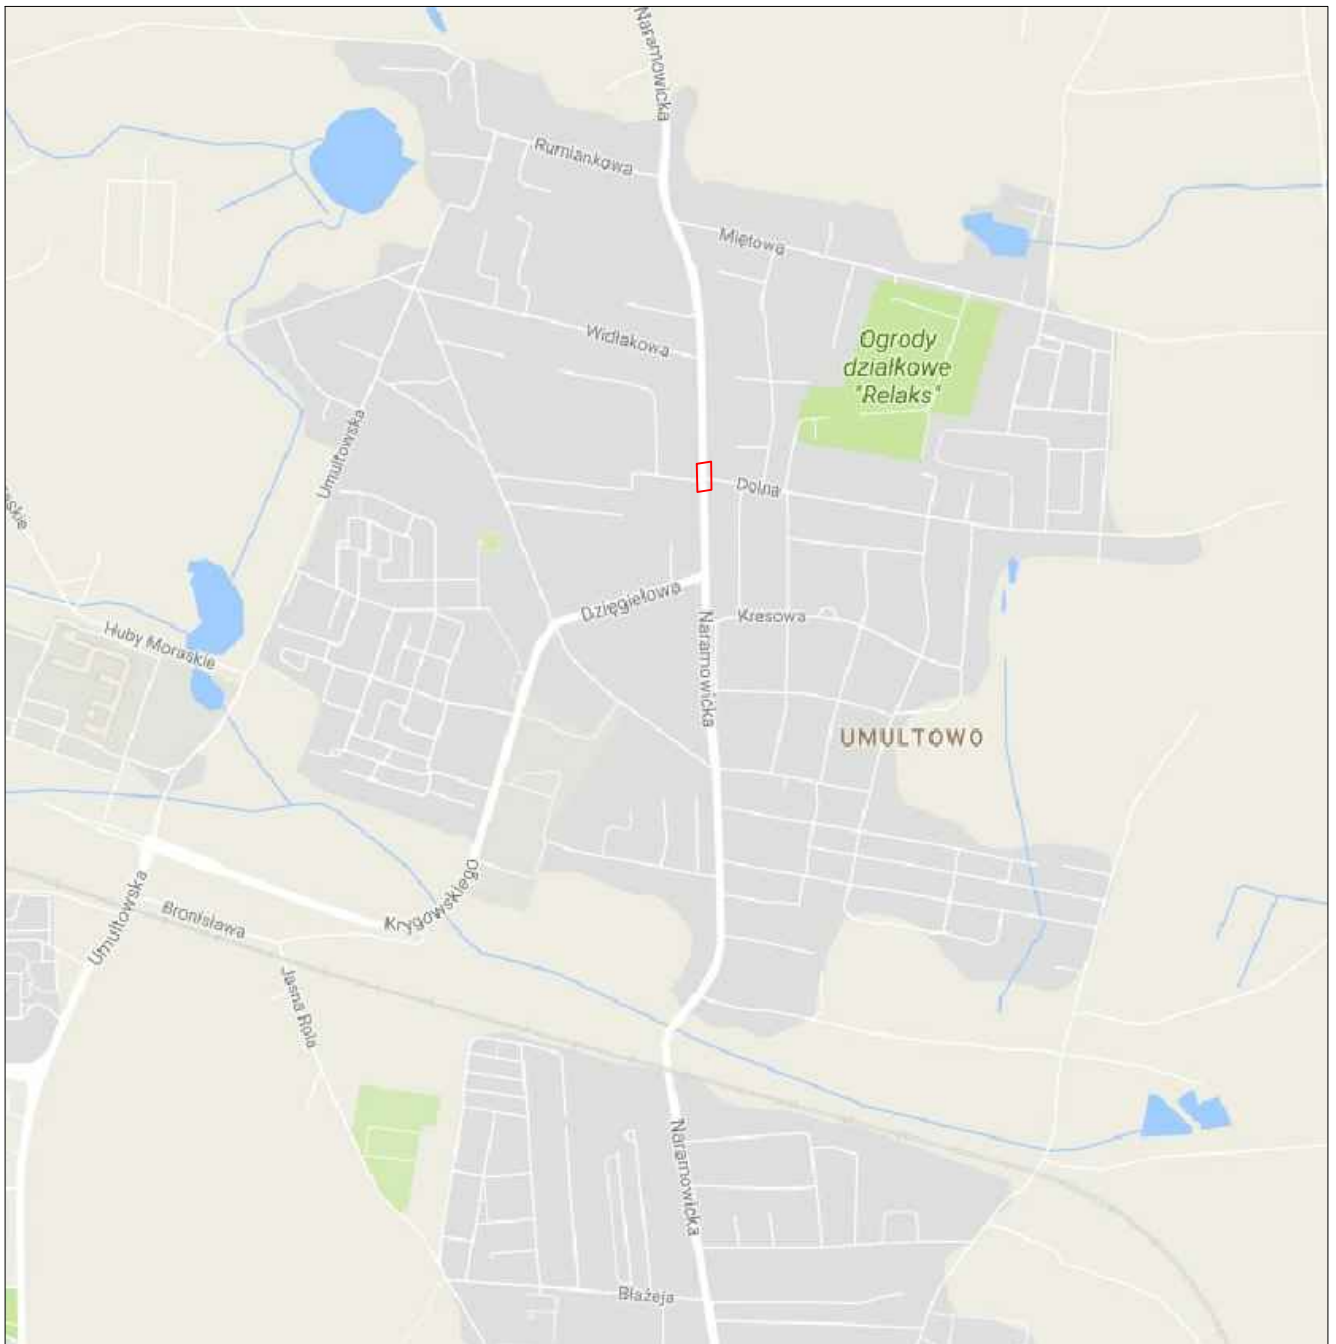 Naramowicka
Rumiankowa
Miętowa
Widłakowa
Ogrody
działkowe
"Relaks"
Umultowska
Dolna
Dzięgielowa
Kresowa
Huby Moraskie
Naramowicka
UMULTOWO
Krygowskiego
Umultowska
Bronisława
Jasna Rola
Naramowicka
Błażeja